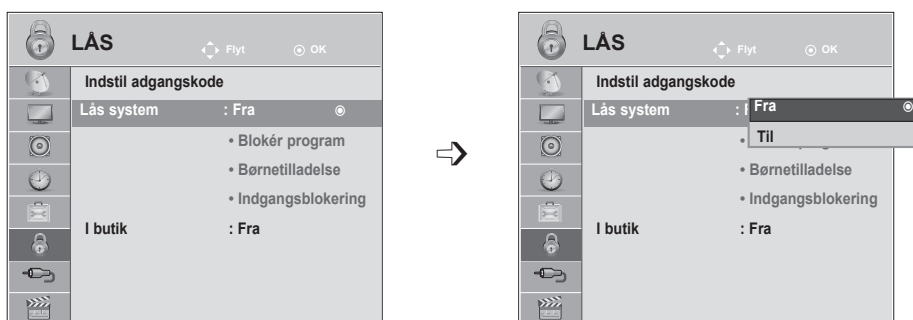 LÅS
Flyt
OK
Indstil adgangskode
Lås system : Fra
• Blokér program
• Børnetilladelse
• Indgangsblokering
I butik : Fra
LÅS
Flyt
OK
Indstil adgangskode
Lås system :
Fra
Til
•
• Børnetilladelse
• Indgangsblokering
I butik : Fra